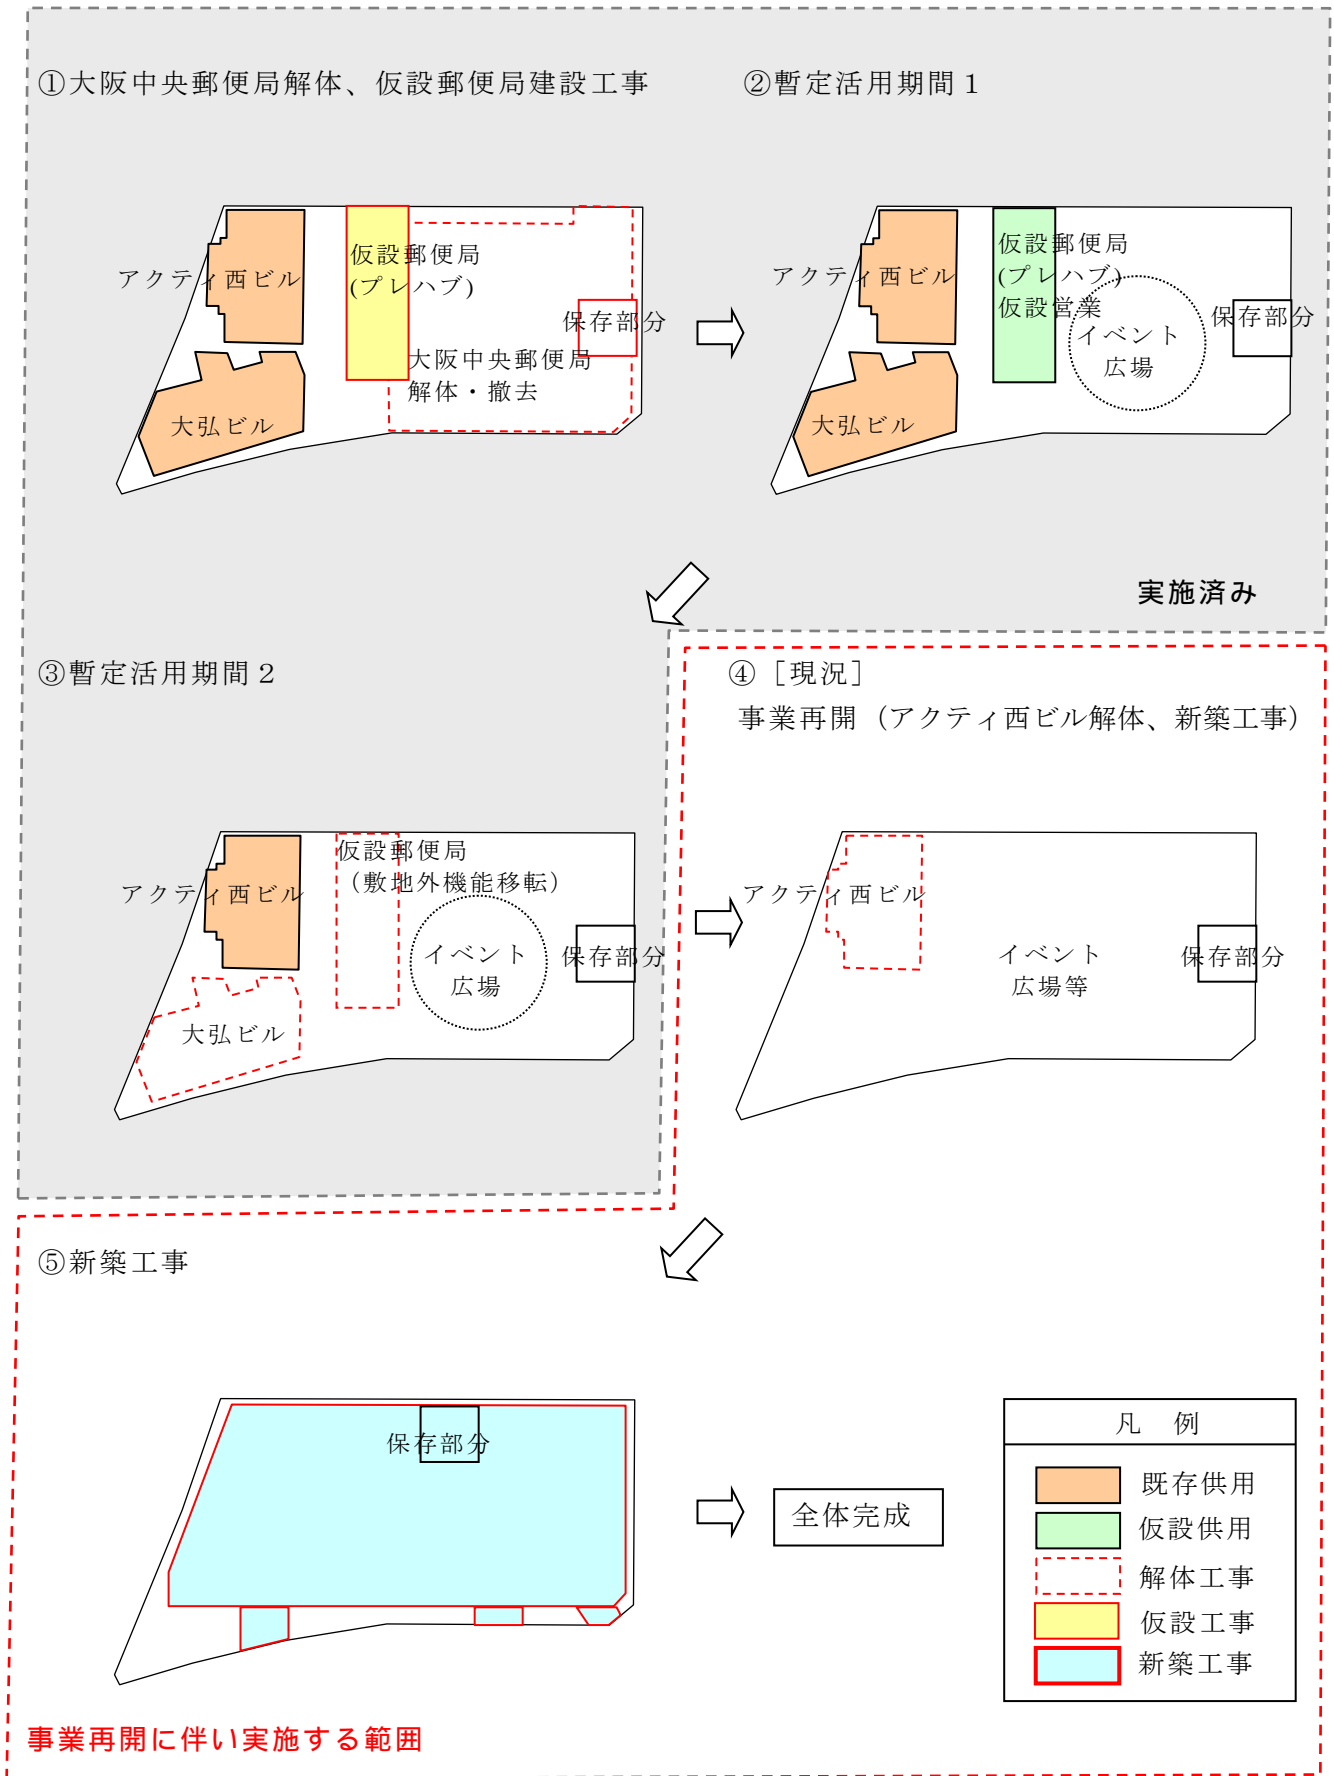 ①大阪中央郵便局解体、仮設郵便局建設工事
アクティ西ビル
仮設郵便局
(プレハブ)
保存部分
大阪中央郵便局
解体・撤去
大弘ビル
②暫定活用期間１
アクティ西ビル
仮設郵便局
(プレハブ)
仮設営業
イベント
広場
保存部分
大弘ビル
実施済み
③暫定活用期間２
アクティ西ビル
仮設郵便局
（敷地外機能移転）
イベント
広場
保存部分
大弘ビル
④［現況］
事業再開（アクティ西ビル解体、新築工事）
アクティ西ビル
イベント
広場等
保存部分
⑤新築工事
保存部分
全体完成
凡　例
既存供用
仮設供用
解体工事
仮設工事
新築工事
事業再開に伴い実施する範囲